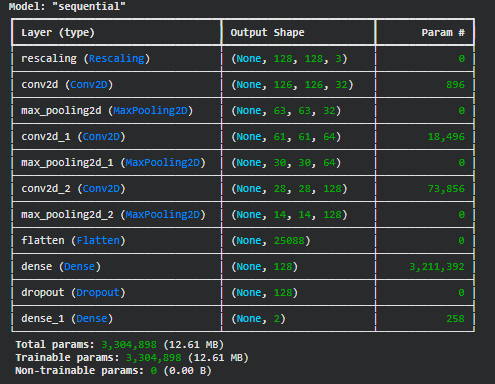 Model: "sequential"
Layer (type) Output Shape Param #
rescaling (Rescaling) (None, 128, 128, 3) 0
conv2d (Conv2D) (None, 126, 126, 32) 896
max_pooling2d (MaxPooling2D) (None, 63, 63, 32) 0
conv2d_1 (Conv2D) (None, 61, 61, 64) 18,496
max_pooling2d_1 (MaxPooling2D) (None, 30, 30, 64) 0
conv2d_2 (Conv2D) (None, 28, 28, 128) 73,856
max_pooling2d_2 (MaxPooling2D) (None, 14, 14, 128) 0
flatten (Flatten) (None, 25088) 0
dense (Dense) (None, 128) 3,211,392
dropout (Dropout) (None, 128) 0
dense_1 (Dense) (None, 2) 258
Total params: 3,304,898 (12.61 MB)
Trainable params: 3,304,898 (12.61 MB)
Non-trainable params: 0 (0.00 B)